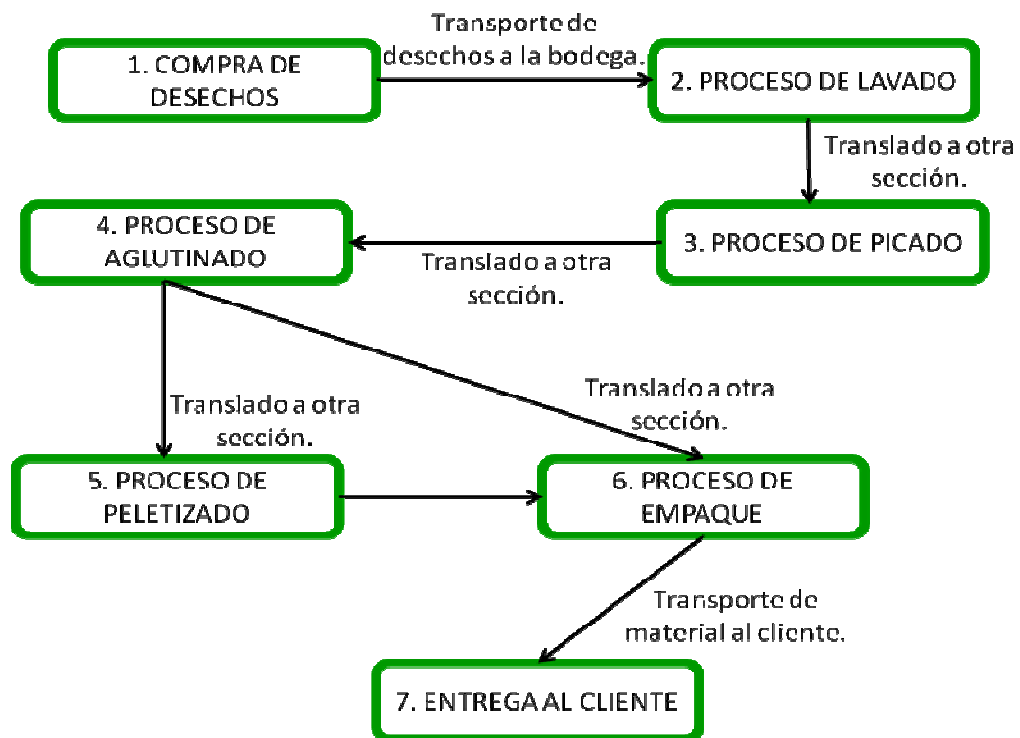 Transporte de
desechos a la bodega.
1. COMPRA DE
DESECHOS
2. PROCESO DE LAVADO
Translado a otra
sección.
4. PROCESO DE
AGLUTINADO
3. PROCESO DE PICADO
Translado a otra
sección.
Translado a otra
sección.
Translado a otra
sección.
5. PROCESO DE
PELETIZADO
6. PROCESO DE
EMPAQUE
Transporte de
material al cliente.
7. ENTREGA AL CLIENTE